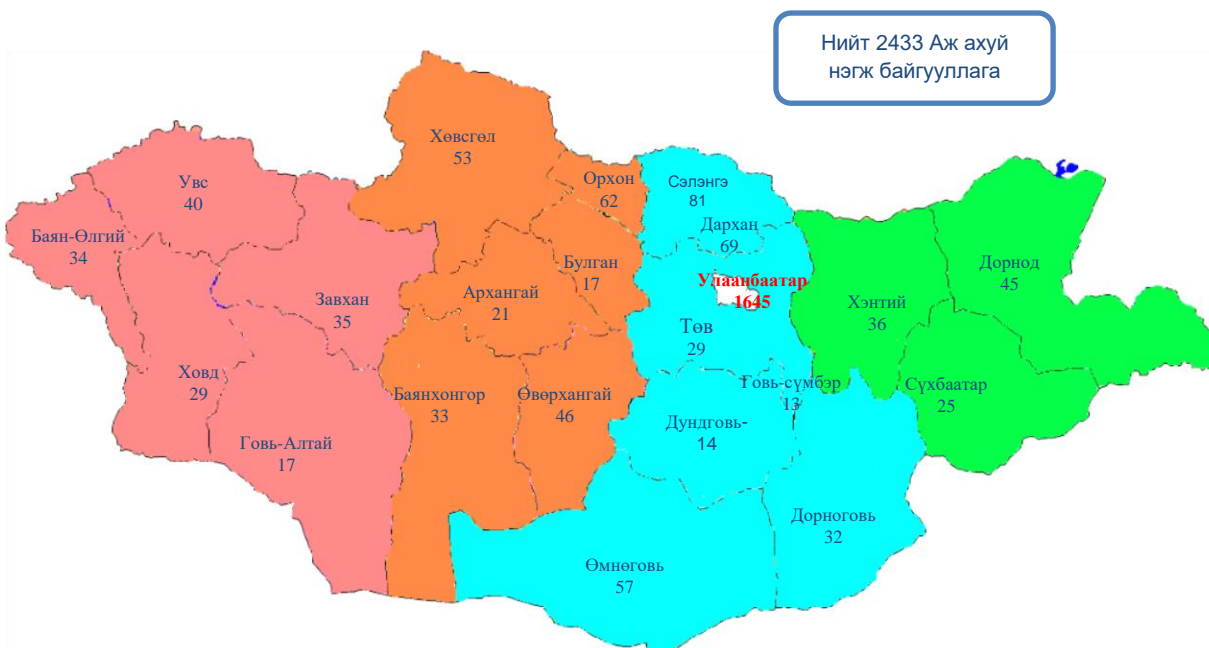 Нийт 2433 Аж ахуй
нэгж байгууллага
Хөвсгөл
53
Орхон
62
Сэлэнгэ
81
Увс
40
Дархан
69
Баян-Өлгий
34
Булган
17
Дорнод
45
Улаанбаатар
1645
Завхан
35
Архангай
21
Хэнтий
36
Төв
29
Ховд
29
Баянхонгор
33
Өвөрхангай
46
Говь-сүмбэр
13
Сүхбаатар
25
Дундговь-
14
Говь-Алтай
17
Дорноговь
32
Өмнөговь
57